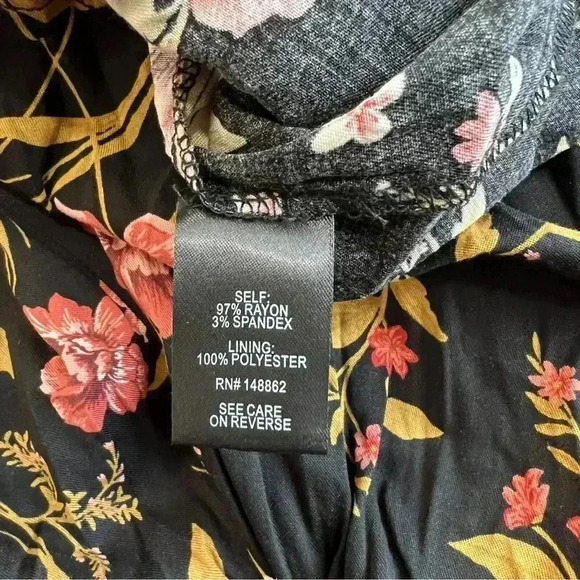 SELF:
97% RAYON
3% SPANDEX
LINING:
100% POLYESTER
RN# 148862
SEE CARE
ON REVERSE